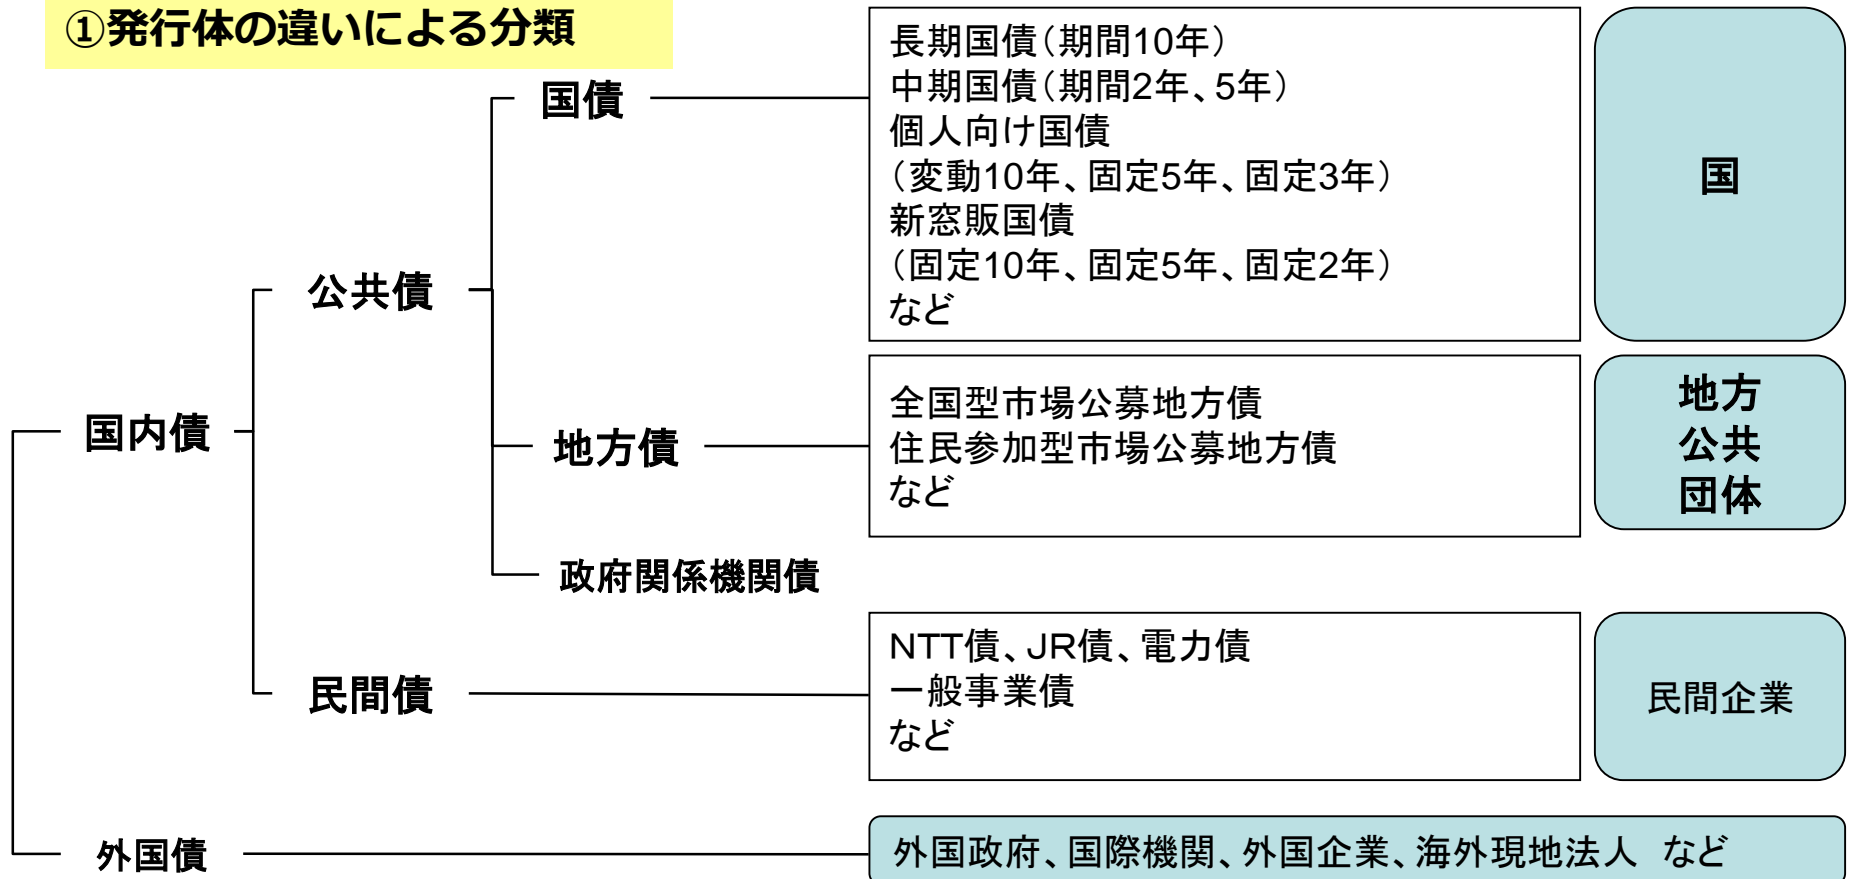 ①発行体の違いによる分類
国債
長期国債（期間10年）
中期国債（期間2年、5年）
個人向け国債
（変動10年、固定5年、固定3年）
新窓販国債
（固定10年、固定5年、固定2年）
など
国
公共債
国内債
地方債
全国型市場公募地方債
住民参加型市場公募地方債
など
地方
公共
団体
政府関係機関債
民間債
NTT債、JR債、電力債
一般事業債
など
民間企業
外国債
外国政府、国際機関、外国企業、海外現地法人　など